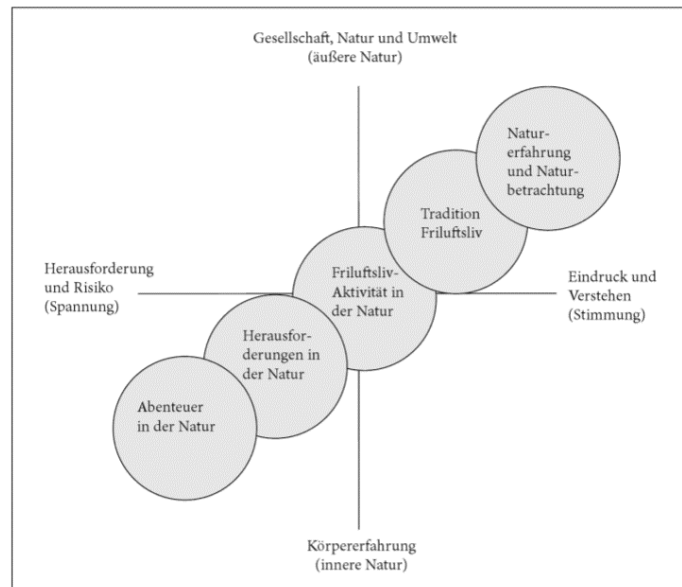 Gesellschaft, Natur und Umwelt
(äußere Natur)
Natur-
erfahrung
und Natur-
betrachtung
Tradition
Friluftsliv
Herausforderung
und Risiko
(Spannung)
Friluftsliv-
Aktivität in
der Natur
Eindruck und
Verstehen
(Stimmung)
Herausfor-
derungen in
der Natur
Abenteuer
in der Natur
Körpererfahrung
(innere Natur)